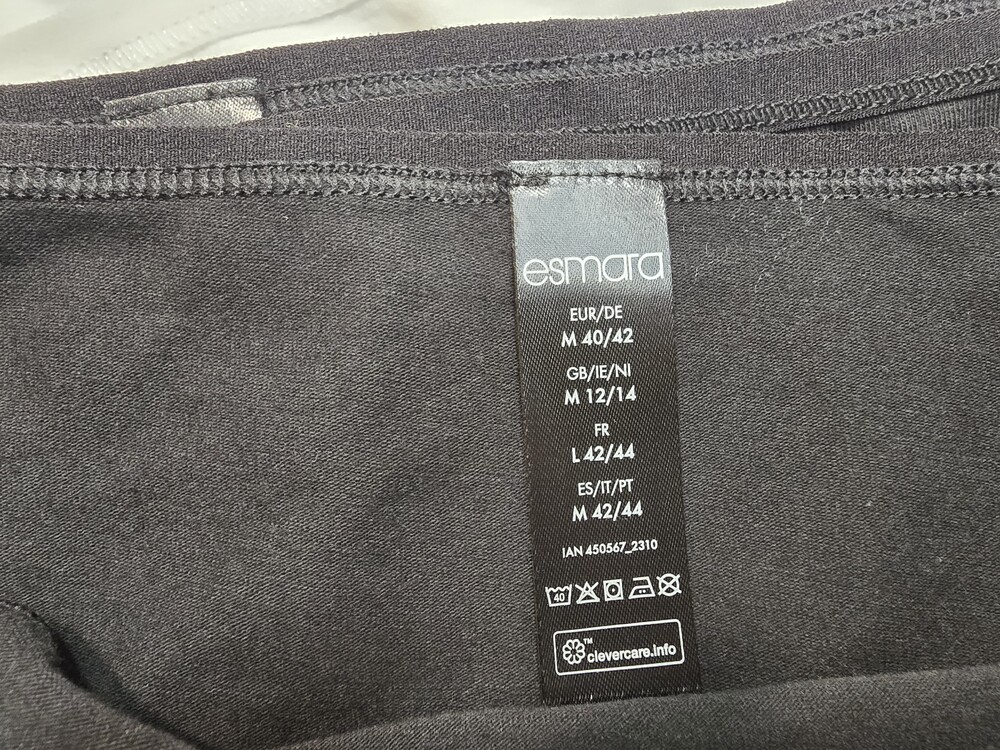 esmara
EUR/DE
M 40/42
GB/IE/NI
M 12/14
FR
L 42/44
ES/IT/PT
M 42/44
IAN 450567_2310
40
™
clevercare.info